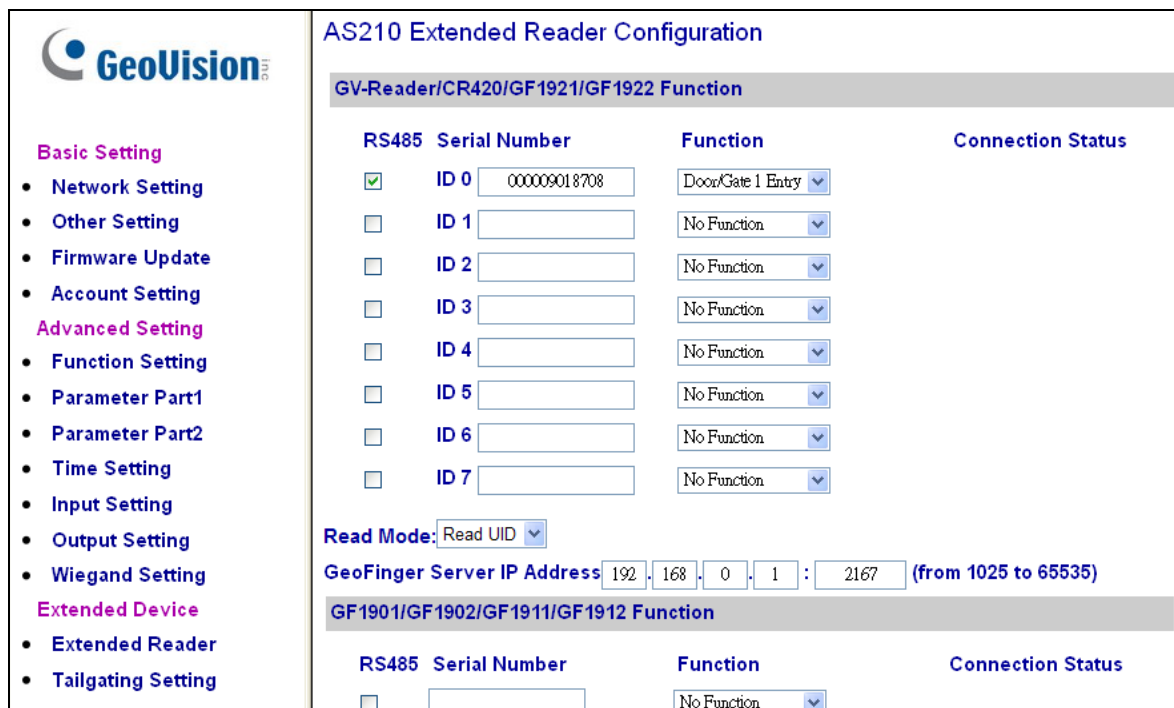 GeoVision inc
Basic Setting
Network Setting
Other Setting
Firmware Update
Account Setting
Advanced Setting
Function Setting
Parameter Part1
Parameter Part2
Time Setting
Input Setting
Output Setting
Wiegand Setting
Extended Device
Extended Reader
Tailgating Setting
AS210 Extended Reader Configuration
GV-Reader/CR420/GF1921/GF1922 Function
RS485 Serial Number Function Connection Status
ID 0 000009018708 Door/Gate 1 Entry
ID 1 No Function
ID 2 No Function
ID 3 No Function
ID 4 No Function
ID 5 No Function
ID 6 No Function
ID 7 No Function
Read Mode: Read UID
GeoFinger Server IP Address 192 . 168 . 0 . 1 : 2167 (from 1025 to 65535)
GF1901/GF1902/GF1911/GF1912 Function
RS485 Serial Number Function Connection Status
No Function